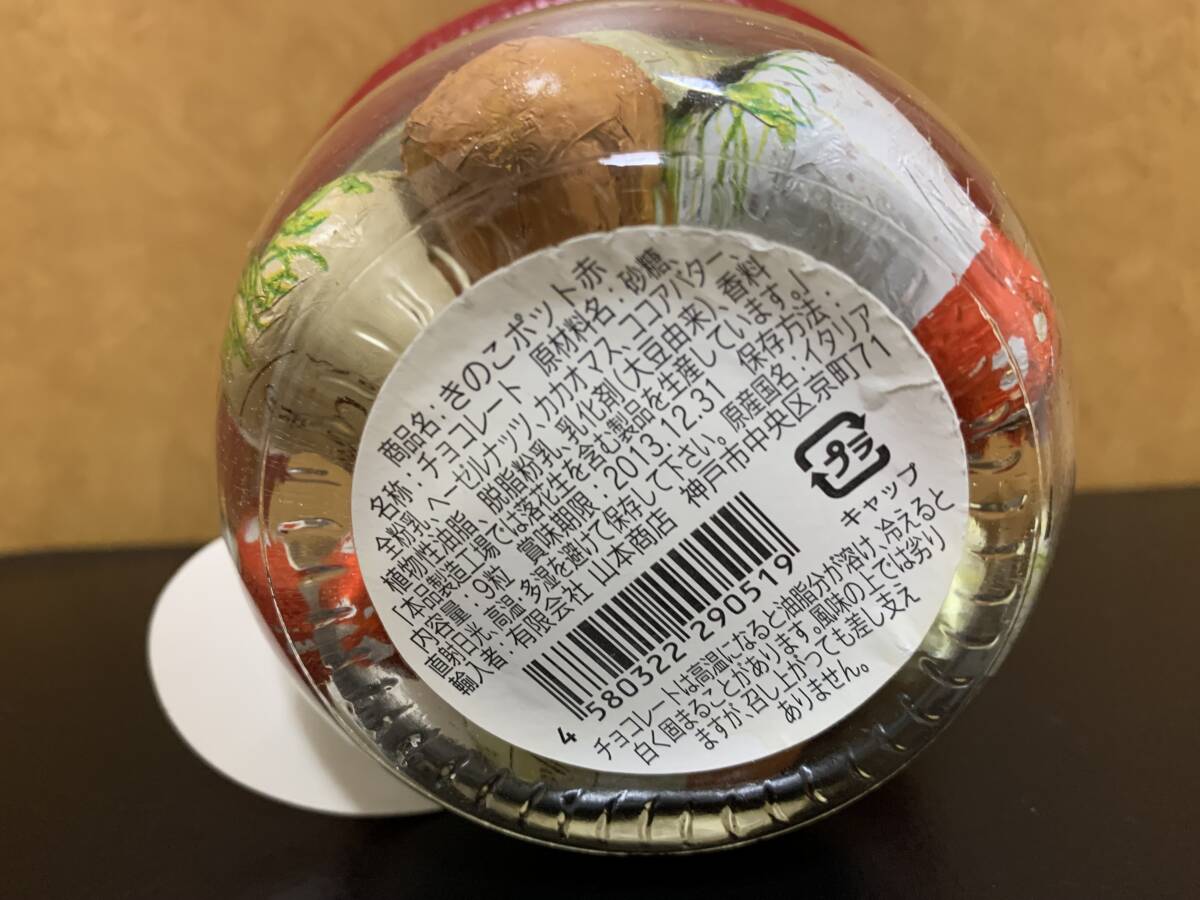 商品名：きのこポット赤
名称：チョコレート 原材料名：砂糖、
全粉乳、ヘーゼルナッツ、カカオマス、ココアバター、
植物性油脂、脱脂粉乳、乳化剤(大豆由来)、香料
[本品製造工場では落花生を含む製品を生産しています。]
内容量：9粒 賞味期限：2013.12.31 保存方法：
直射日光、高温 多湿を避けて保存して下さい。原産国名：イタリア
輸入者：有限会社 山本商店 神戸市中央区京町71
プラ
キャップ
4 580322 290519
チョコレートは高温になると油脂分が溶け、冷えると
白く固まることがあります。風味の上では劣り
ますが、召し上がっても差し支え
ありません。